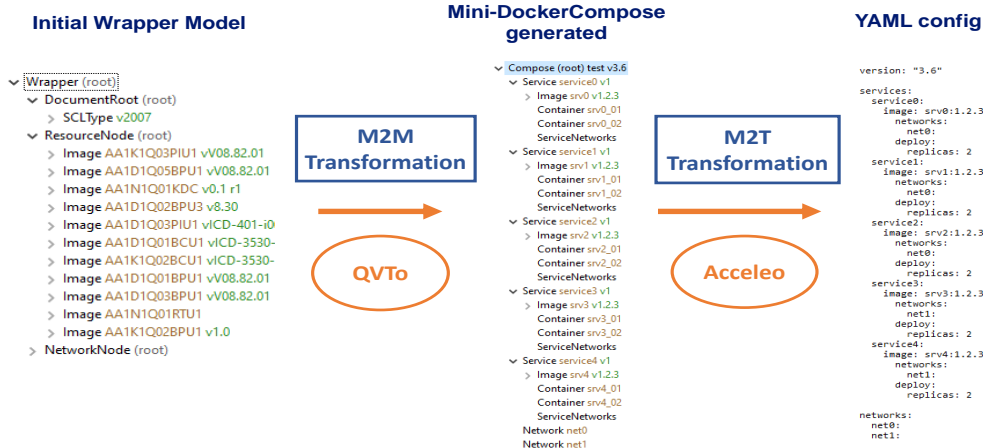 Initial Wrapper Model
Wrapper (root)
DocumentRoot (root)
SCLType v2007
ResourceNode (root)
Image AA1K1Q03PIU1 vV08.82.01
Image AA1D1Q05BPU1 vV08.82.01
Image AA1N1Q01KDC v0.1 r1
Image AA1D1Q02BPU3 v8.30
Image AA1D1Q03PIU1 vICD-401-i0
Image AA1D1Q01BCU1 vICD-3530-
Image AA1K1Q02BCU1 vICD-3530-
Image AA1D1Q01BPU1 vV08.82.01
Image AA1D1Q03BPU1 vV08.82.01
Image AA1N1Q01RTU1
Image AA1K1Q02BPU1 v1.0
NetworkNode (root)
M2M
Transformation
QVTo
Mini-DockerCompose
generated
Compose (root) test v3.6
Service service0 v1
Image srv0 v1.2.3
Container srv0_01
Container srv0_02
ServiceNetworks
Service service1 v1
Image srv1 v1.2.3
Container srv1_01
Container srv1_02
ServiceNetworks
Service service2 v1
Image srv2 v1.2.3
Container srv2_01
Container srv2_02
ServiceNetworks
Service service3 v1
Image srv3 v1.2.3
Container srv3_01
Container srv3_02
ServiceNetworks
Service service4 v1
Image srv4 v1.2.3
Container srv4_01
Container srv4_02
ServiceNetworks
Network net0
Network net1
M2T
Transformation
Acceleo
YAML config
version: "3.6"
services:
service0:
image: srv0:1.2.3
networks:
net0:
deploy:
replicas: 2
service1:
image: srv1:1.2.3
networks:
net0:
deploy:
replicas: 2
service2:
image: srv2:1.2.3
networks:
net0:
deploy:
replicas: 2
service3:
image: srv3:1.2.3
networks:
net1:
deploy:
replicas: 2
service4:
image: srv4:1.2.3
networks:
net1:
deploy:
replicas: 2
networks:
net0:
net1: